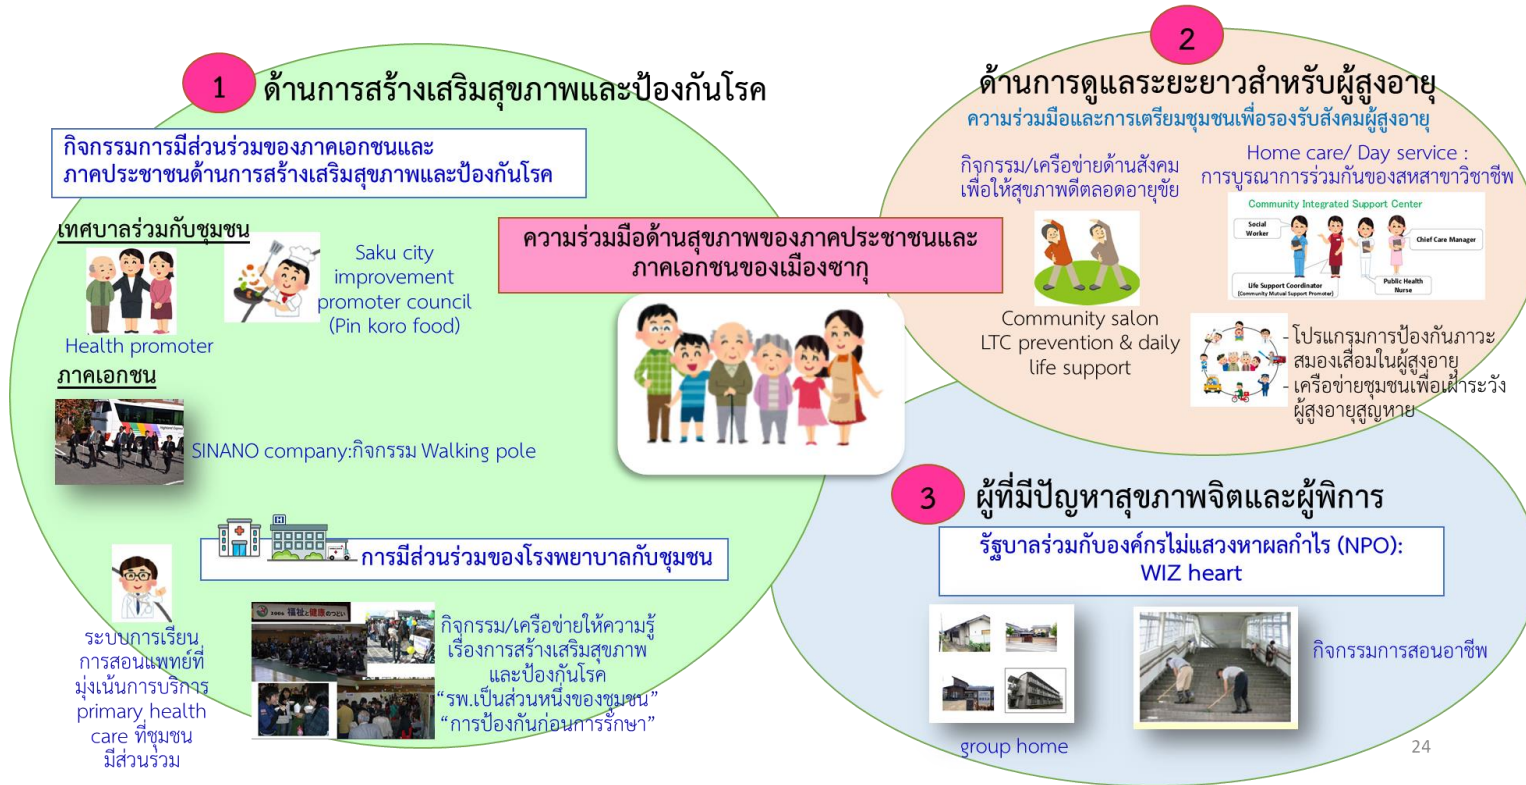 1
ด้านการสร้างเสริมสุขภาพและป้องกันโรค
กิจกรรมการมีส่วนร่วมของภาคเอกชนและ
ภาคประชาชนด้านการสร้างเสริมสุขภาพและป้องกันโรค
เทศบาลร่วมกับชุมชน
Health promoter
Saku city
improvement
promoter council
(Pin koro food)
ภาคเอกชน
SINANO company:กิจกรรม Walking pole
การมีส่วนร่วมของโรงพยาบาลกับชุมชน
H
ระบบการเรียน
การสอนแพทย์ที่
มุ่งเน้นการบริการ
primary health
care ที่ชุมชน
มีส่วนร่วม
福祉と健康のつどい
กิจกรรม/เครือข่ายให้ความรู้
เรื่องการสร้างเสริมสุขภาพ
และป้องกันโรค
“รพ.เป็นส่วนหนึ่งของชุมชน”
“การป้องกันก่อนการรักษา”
ความร่วมมือด้านสุขภาพของภาคประชาชนและ
ภาคเอกชนของเมืองซากุ
2
ด้านการดูแลระยะยาวสำหรับผู้สูงอายุ
ความร่วมมือและการเตรียมชุมชนเพื่อรองรับสังคมผู้สูงอายุ
กิจกรรม/เครือข่ายด้านสังคม
เพื่อให้สุขภาพดีตลอดอายุขัย
Community salon
LTC prevention & daily
life support
Home care/ Day service :
การบูรณาการร่วมกันของสหสาขาวิชาชีพ
Community Integrated Support Center
Social
Worker
Chief Care Manager
Life Support Coordinator
(Community Mutual Support Promoter)
Public Health
Nurse
- โปรแกรมการป้องกันภาวะ
สมองเสื่อมในผู้สูงอายุ
- เครือข่ายชุมชนเพื่อเฝ้าระวัง
ผู้สูงอายุสูญหาย
3
ผู้ที่มีปัญหาสุขภาพจิตและผู้พิการ
รัฐบาลร่วมกับองค์กรไม่แสวงหาผลกำไร (NPO):
WIZ heart
group home
กิจกรรมการสอนอาชีพ
24